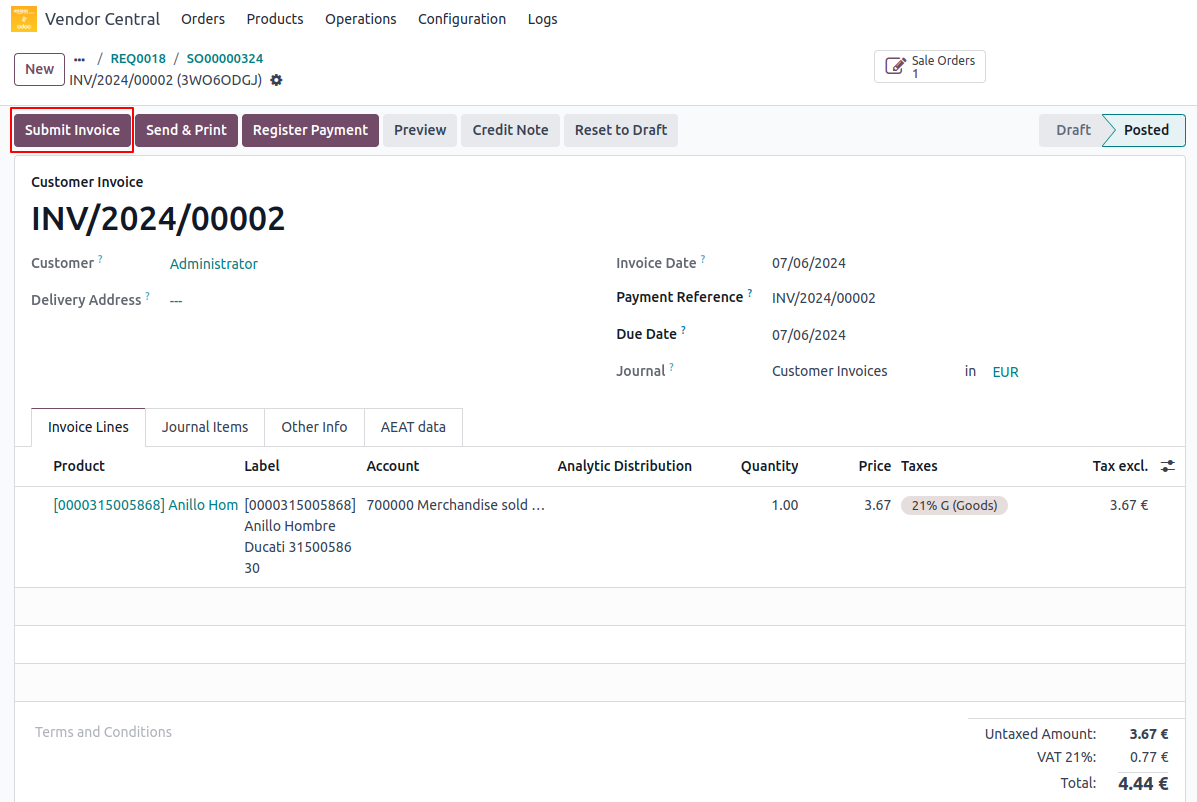 Vendor Central Orders Products Operations Configuration Logs
New ... / REQ0018 / SO00000324
INV/2024/00002 (3WO6ODGJ)
Sale Orders
1
Submit Invoice Send & Print Register Payment Preview Credit Note Reset to Draft Draft Posted
Customer Invoice
INV/2024/00002
Customer ? Administrator
Delivery Address ? ---
Invoice Date ? 07/06/2024
Payment Reference ? INV/2024/00002
Due Date ? 07/06/2024
Journal ? Customer Invoices in EUR
Invoice Lines Journal Items Other Info AEAT data
Product Label Account Analytic Distribution Quantity Price Taxes Tax excl.
[0000315005868] Anillo Hom [0000315005868] 700000 Merchandise sold ... 1.00 3.67 21% G (Goods) 3.67 €
Anillo Hombre
Ducati 31500586
30
Terms and Conditions
Untaxed Amount: 3.67 €
VAT 21%: 0.77 €
Total: 4.44 €